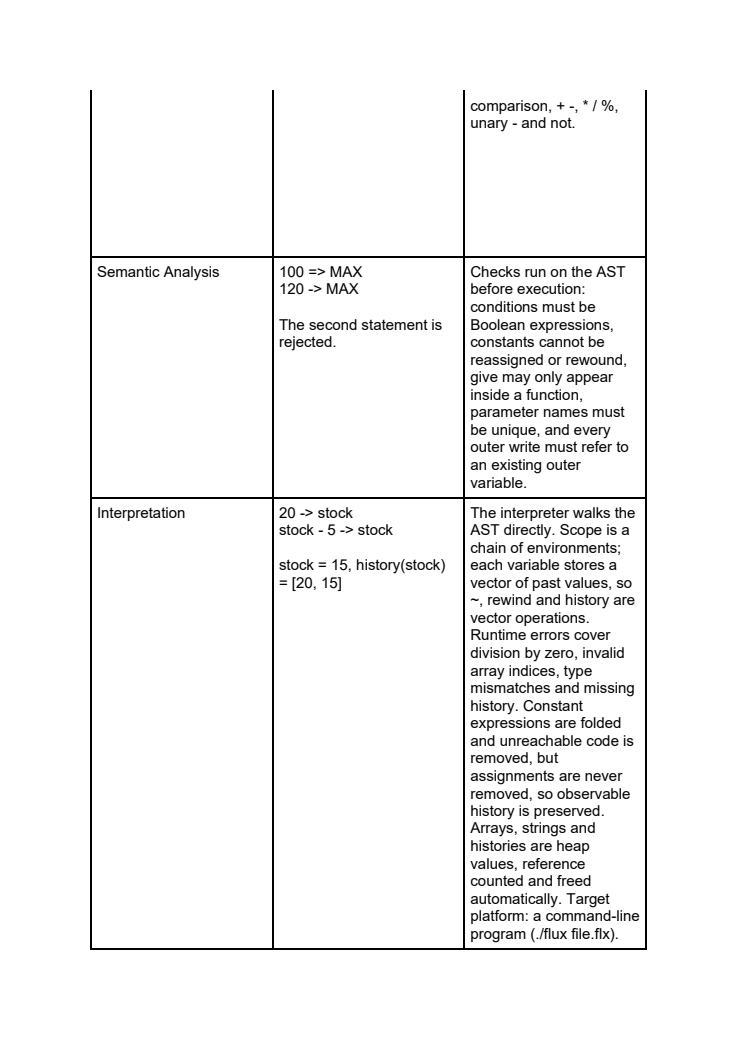 comparison, + -, * / %,
unary - and not.
Semantic Analysis
100 => MAX
120 -> MAX
The second statement is
rejected.
Checks run on the AST
before execution:
conditions must be
Boolean expressions,
constants cannot be
reassigned or rewound,
give may only appear
inside a function,
parameter names must
be unique, and every
outer write must refer to
an existing outer
variable.
Interpretation
20 -> stock
stock - 5 -> stock
stock = 15, history(stock)
= [20, 15]
The interpreter walks the
AST directly. Scope is a
chain of environments;
each variable stores a
vector of past values, so
~, rewind and history are
vector operations.
Runtime errors cover
division by zero, invalid
array indices, type
mismatches and missing
history. Constant
expressions are folded
and unreachable code is
removed, but
assignments are never
removed, so observable
history is preserved.
Arrays, strings and
histories are heap
values, reference
counted and freed
automatically. Target
platform: a command-line
program (./flux file.flx).